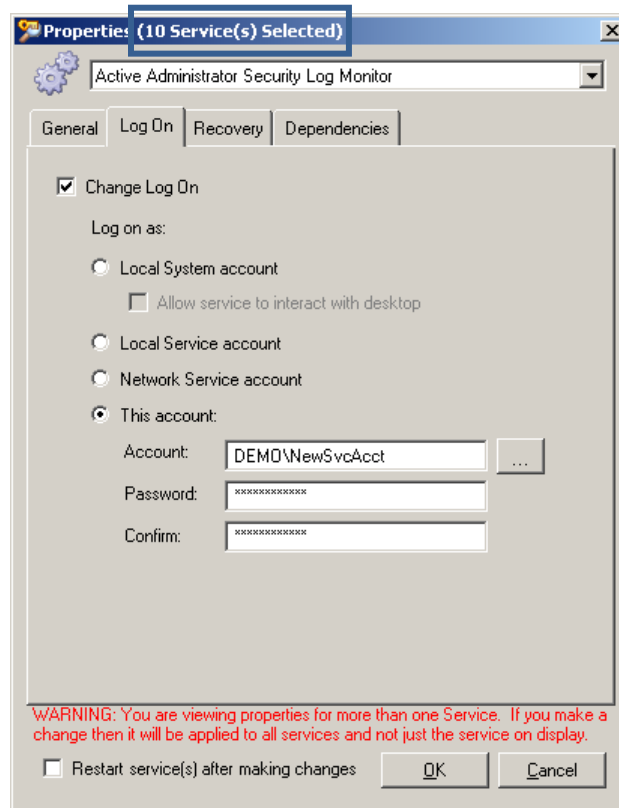 Properties (10 Service(s) Selected)
Active Administrator Security Log Monitor
General Log On Recovery Dependencies
Change Log On
Log on as:
Local System account
Allow service to interact with desktop
Local Service account
Network Service account
This account:
Account: DEMO\NewSvcAcct ...
Password: ************
Confirm: ************
WARNING: You are viewing properties for more than one Service. If you make a
change then it will be applied to all services and not just the service on display.
Restart service(s) after making changes OK Cancel